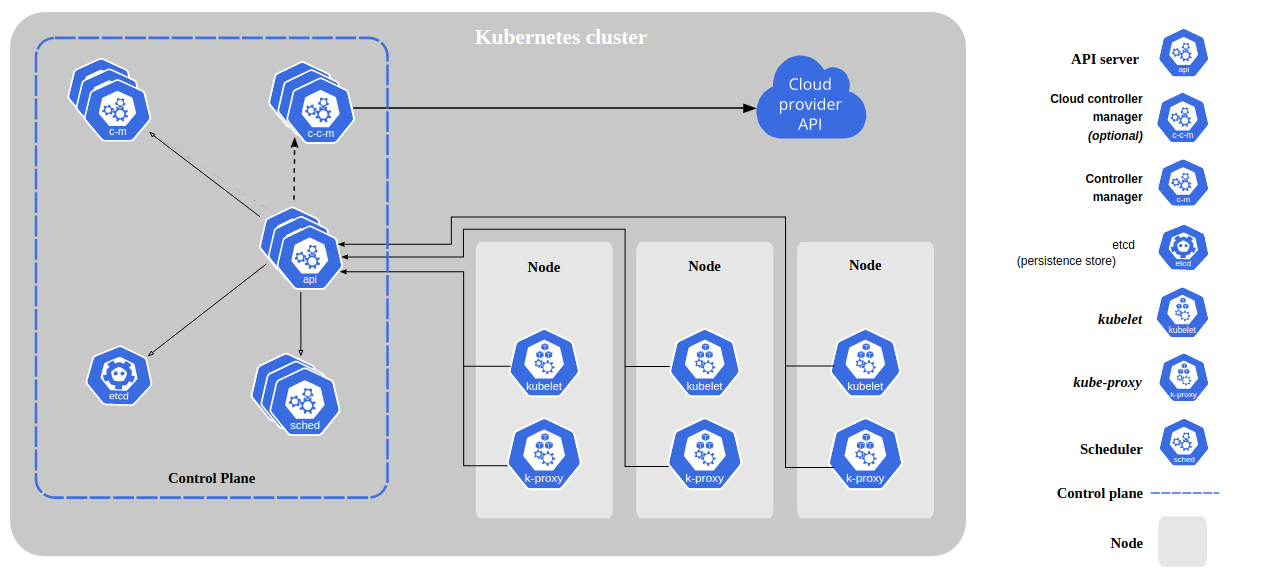 Kubernetes cluster
c-m
c-c-m
Cloud
provider
API
api
etcd
sched
Control Plane
Node
kubelet
k-proxy
Node
kubelet
k-proxy
Node
kubelet
k-proxy
API server
api
Cloud controller
manager
(optional)
c-c-m
Controller
manager
c-m
etcd
(persistence store)
etcd
kubelet
kubelet
kube-proxy
k-proxy
Scheduler
sched
Control plane
Node